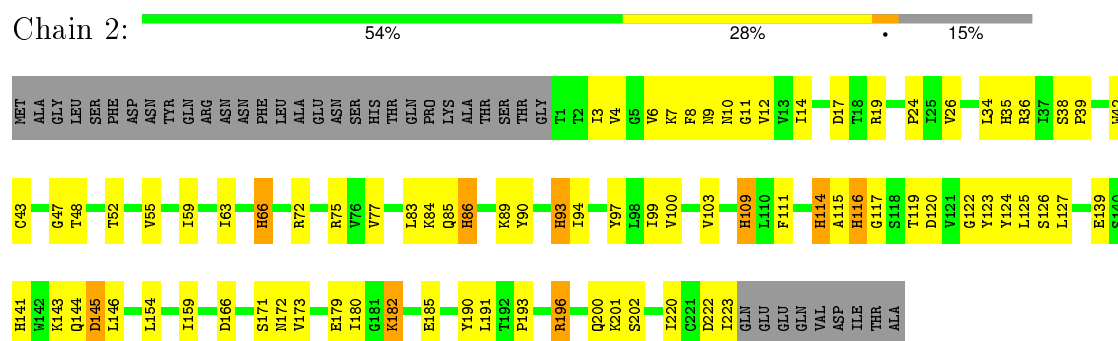 Chain 2:
54% 28% • 15%
MET ALA GLY LEU SER PHE ASP ASN TYR GLN ARG ASN ASN PHE LEU ALA GLU ASN SER HIS THR GLN PRO LYS ALA THR SER THR GLY T1 T2 I3 V4 G5 V6 K7 F8 N9 N10 G11 V12 V13 I14 D17 T18 R19 P24 I25 V26 L34 H35 R36 I37 S38 P39 W42
C43 G47 T48 T52 V55 I59 I63 H66 R72 R75 V76 V77 L83 K84 Q85 H86 K89 Y90 H93 I94 Y97 L98 I99 V100 V103 H109 L110 F111 H114 A115 H116 G117 S118 T119 D120 V121 G122 Y123 Y124 L125 S126 L127 E139 S140
H141 W142 K143 Q144 D145 L146 L154 I159 D166 S171 N172 V173 E179 I180 G181 K182 E185 Y190 L191 T192 P193 R196 Q200 K201 S202 I220 C221 D222 I223 GLN GLU GLU GLN VAL ASP ILE THR ALA